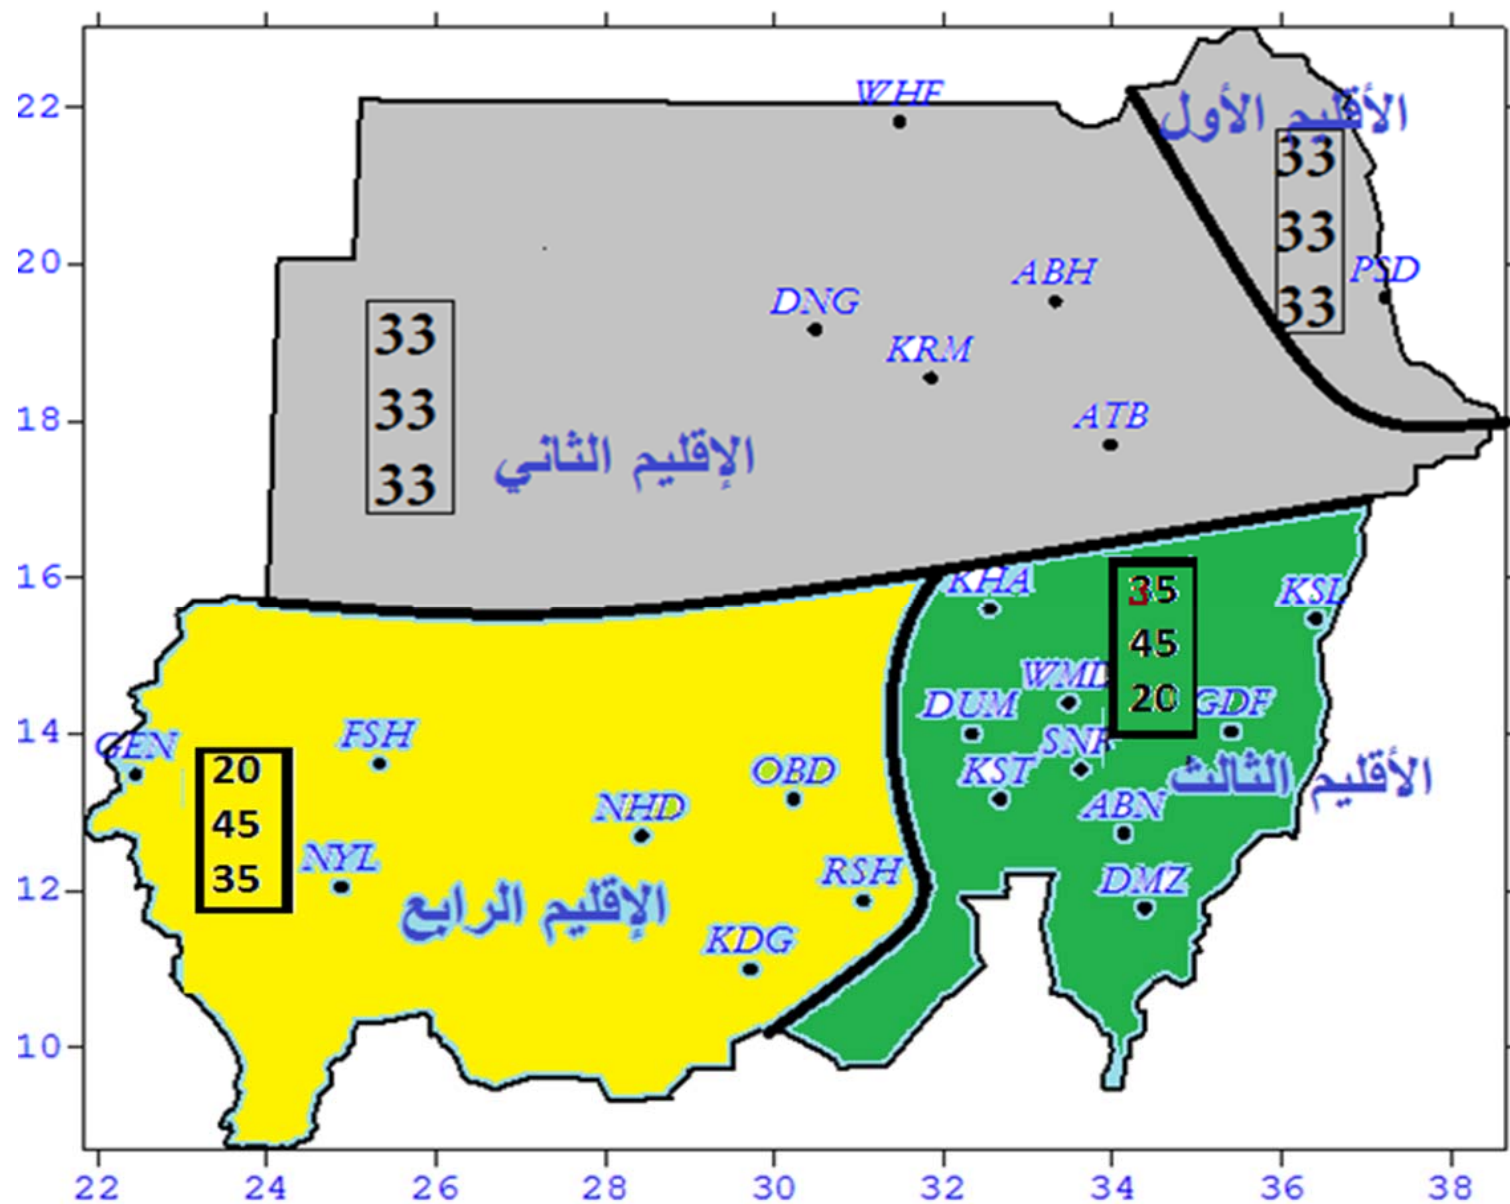 WHF
الأقليم الأول
22
33
33
33
20
ABH
PSD
DNG
33
33
33
KRM
18
ATB
الإقليم الثاني
16
KHA
35
45
20
KSL
WMD
DUM
GDF
14
GEN
FSH
SNR
20
45
35
OBD
KST
الأقليم الثالث
NHD
ABN
NYL
RSH
DMZ
12
الإقليم الرابع
KDG
10
22 24 26 28 30 32 34 36 38